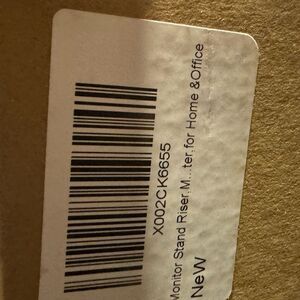 X002CK6655
Monitor Stand Riser,M...ter,for Home &Office
NeW